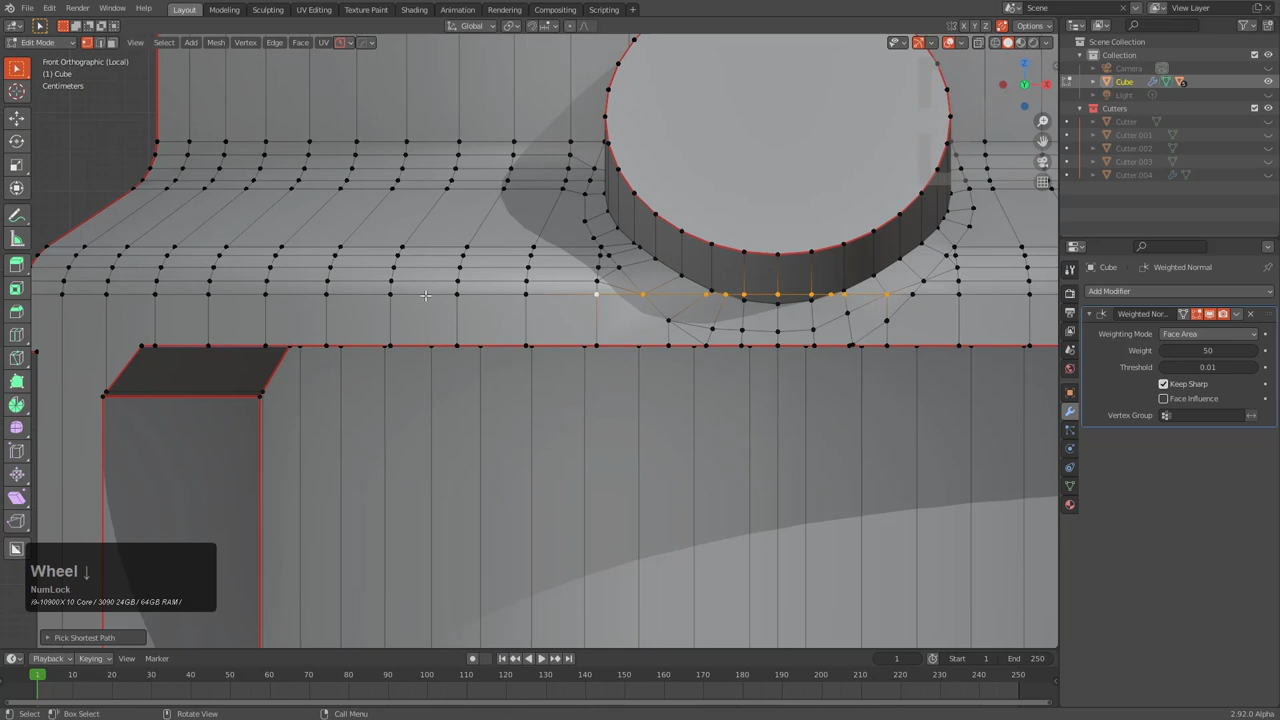 File Edit Render Window Help Layout Modeling Sculpting UV Editing Texture Paint Shading Animation Rendering Compositing Scripting + Scene View Layer
Global Options
Edit Mode View Select Add Mesh Vertex Edge Face UV
Front Orthographic (Local)
(1) Cube
Centimeters
Z
Y
X
Scene Collection
Collection
Camera
Cube
Light
Cutters
Cutter
Cutter.001
Cutter.002
Cutter.003
Cutter.004
Cube Weighted Normal
Add Modifier
Weighted Nor...
Weighting Mode Face Area
Weight 50
Threshold 0.01
Keep Sharp
Face Influence
Vertex Group
Wheel ↓
NumLock
i9-10900X 10 Core / 3090 24GB / 64GB RAM /
Pick Shortest Path
Playback Keying View Marker 1 Start 1 End 250
1 10 20 30 40 50 60 70 80 90 100 110 120 130 140 150 160 170 180 190 200 210 220 230 240 250
Select Box Select Rotate View Call Menu 2.92.0 Alpha